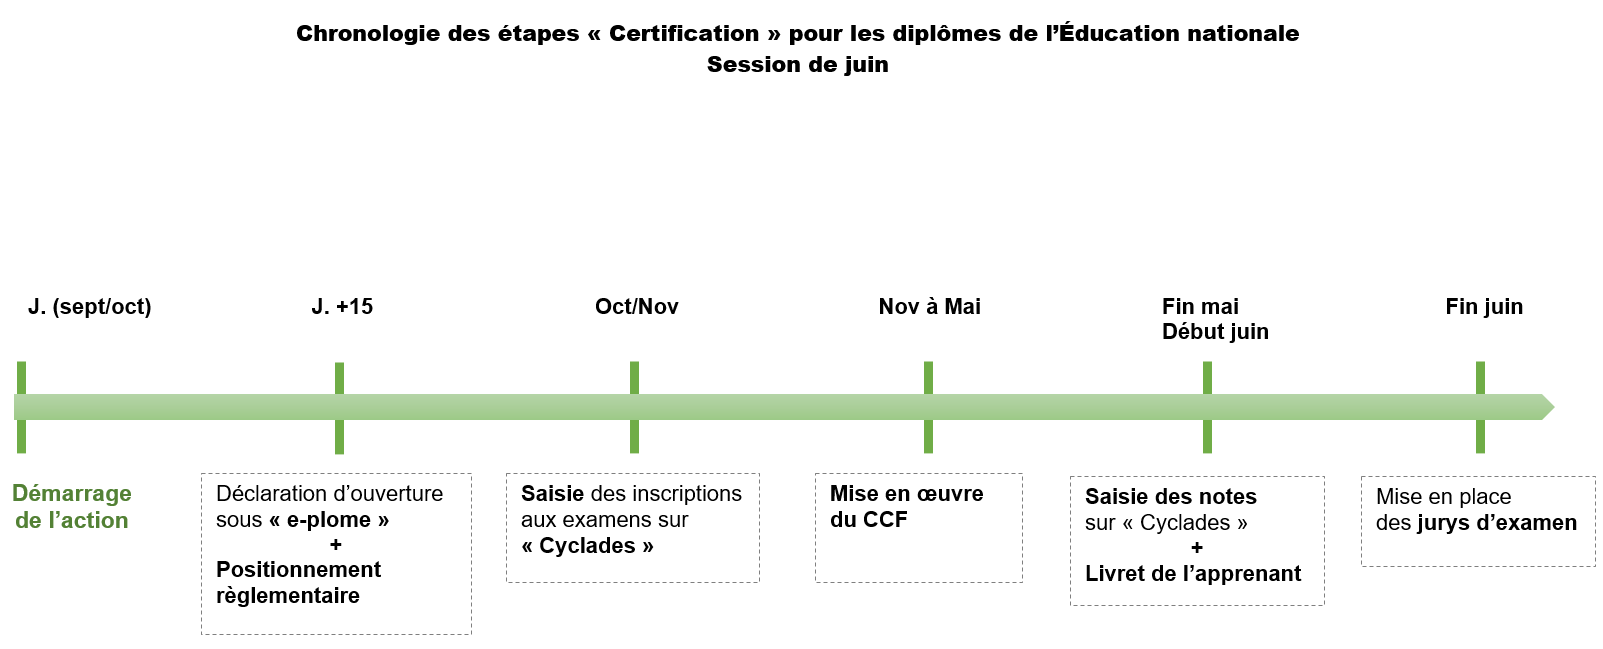 Chronologie des étapes « Certification » pour les diplômes de l’Éducation nationale
Session de juin
J. (sept/oct)
J. +15
Oct/Nov
Nov à Mai
Fin mai
Début juin
Fin juin
Démarrage
de l’action
Déclaration d’ouverture
sous « e-plome »
+
Positionnement
règlementaire
Saisie des inscriptions
aux examens sur
« Cyclades »
Mise en œuvre
du CCF
Saisie des notes
sur « Cyclades »
+
Livret de l’apprenant
Mise en place
des jurys d’examen